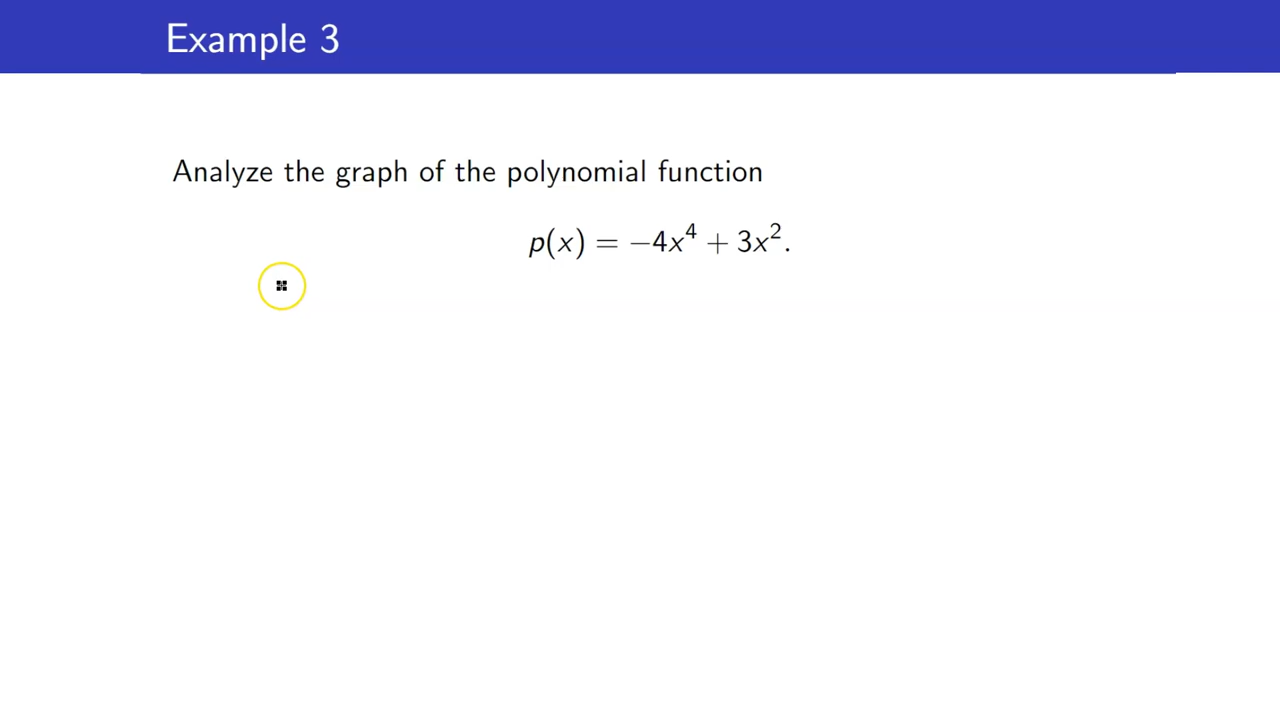 Example 3
Analyze the graph of the polynomial function
p(x) = −4x⁴ + 3x².